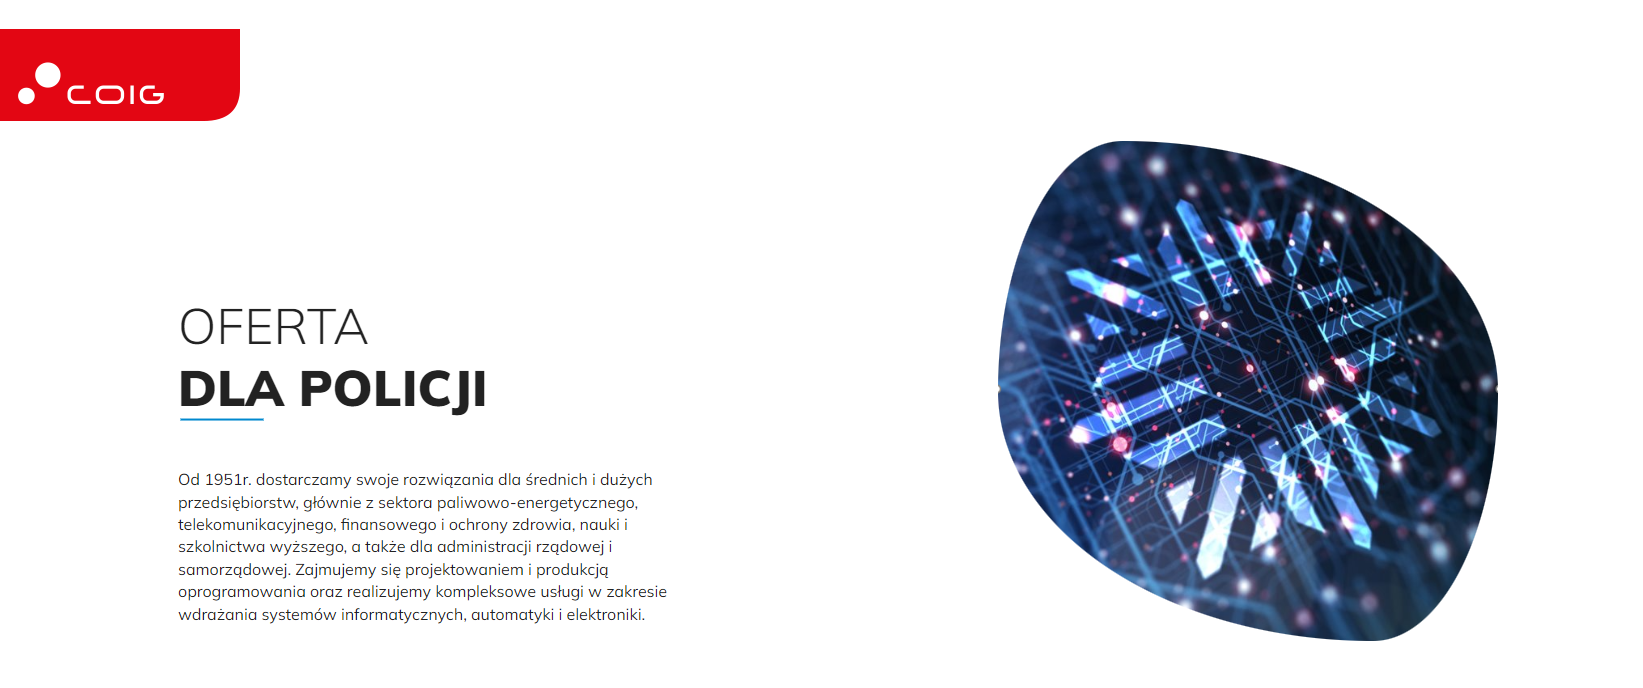 COIG
OFERTA
DLA POLICJI
Od 1951r. dostarczamy swoje rozwiązania dla średnich i dużych
przedsiębiorstw, głównie z sektora paliwowo-energetycznego,
telekomunikacyjnego, finansowego i ochrony zdrowia, nauki i
szkolnictwa wyższego, a także dla administracji rządowej i
samorządowej. Zajmujemy się projektowaniem i produkcją
oprogramowania oraz realizujemy kompleksowe usługi w zakresie
wdrażania systemów informatycznych, automatyki i elektroniki.